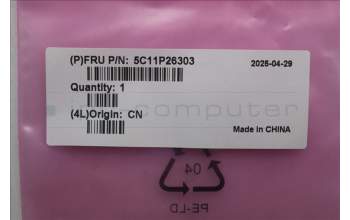 (P)FRU P/N: 5C11P26303
2025-04-29
Quantity: 1
computer
(4L)Origin: CN
Made in CHINA
04
PE-LD